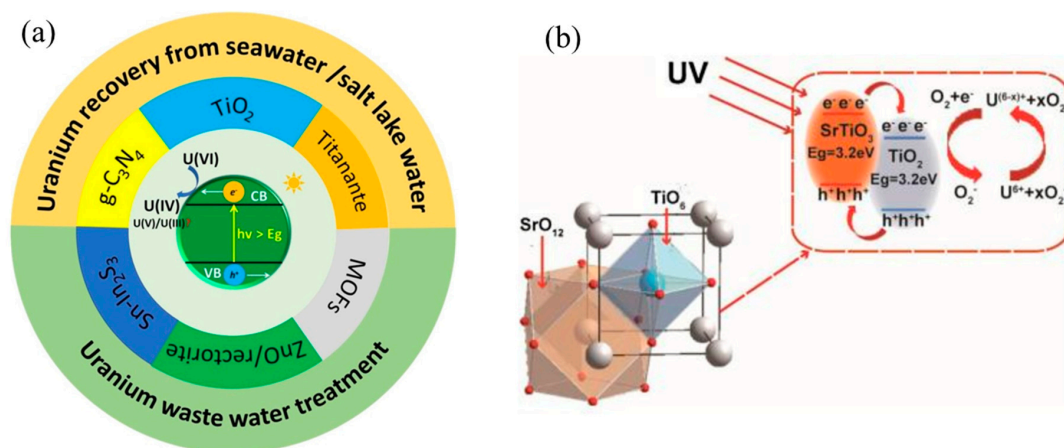 (a)
Uranium recovery from seawater /salt lake water
TiO₂
g-C₃N₄
Titanante
U(VI)
U(IV)
U(V)/U(III)?
e⁻
CB
hν > Eg
VB
h⁺
Sn-In₂S₃
MOFs
ZnO/rectorite
Uranium waste water treatment
(b)
UV
e⁻ e⁻ e⁻
SrTiO₃
Eg=3.2eV
h⁺h⁺h⁺
e⁻ e⁻ e⁻
TiO₂
Eg=3.2eV
h⁺h⁺h⁺
O₂+e⁻
U⁽⁶⁻ˣ⁾⁺+xO₂
O₂⁻
U⁶⁺+xO₂
TiO₆
SrO₁₂